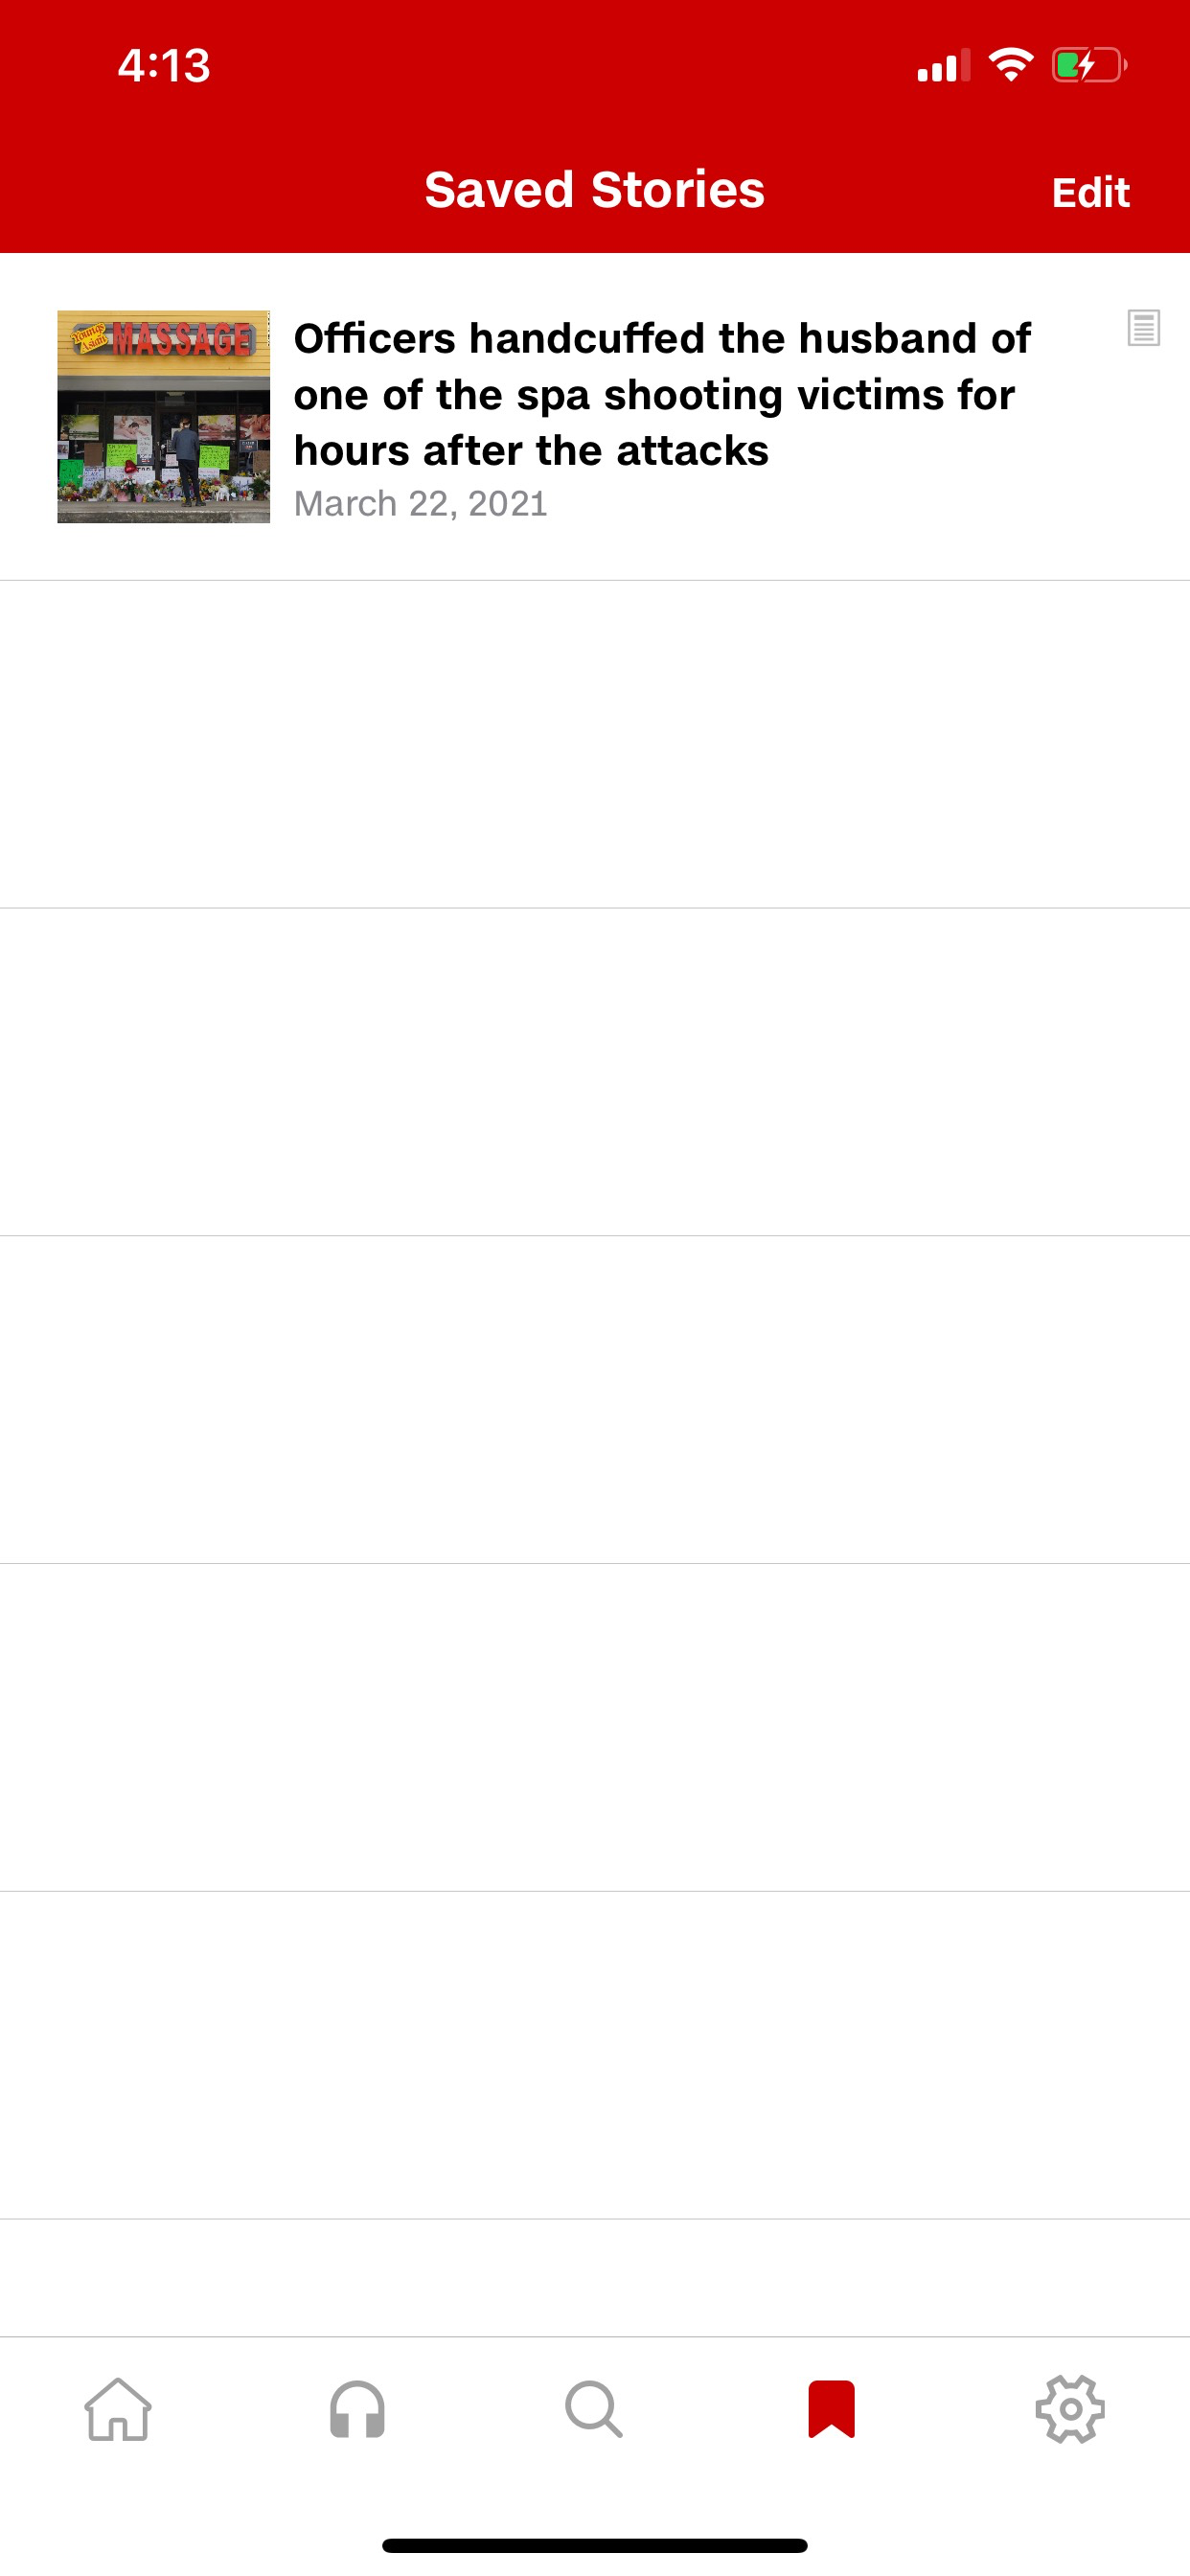 4:13
Saved Stories
Edit
Youngs
Asian
MASSAGE
Officers handcuffed the husband of
one of the spa shooting victims for
hours after the attacks
March 22, 2021